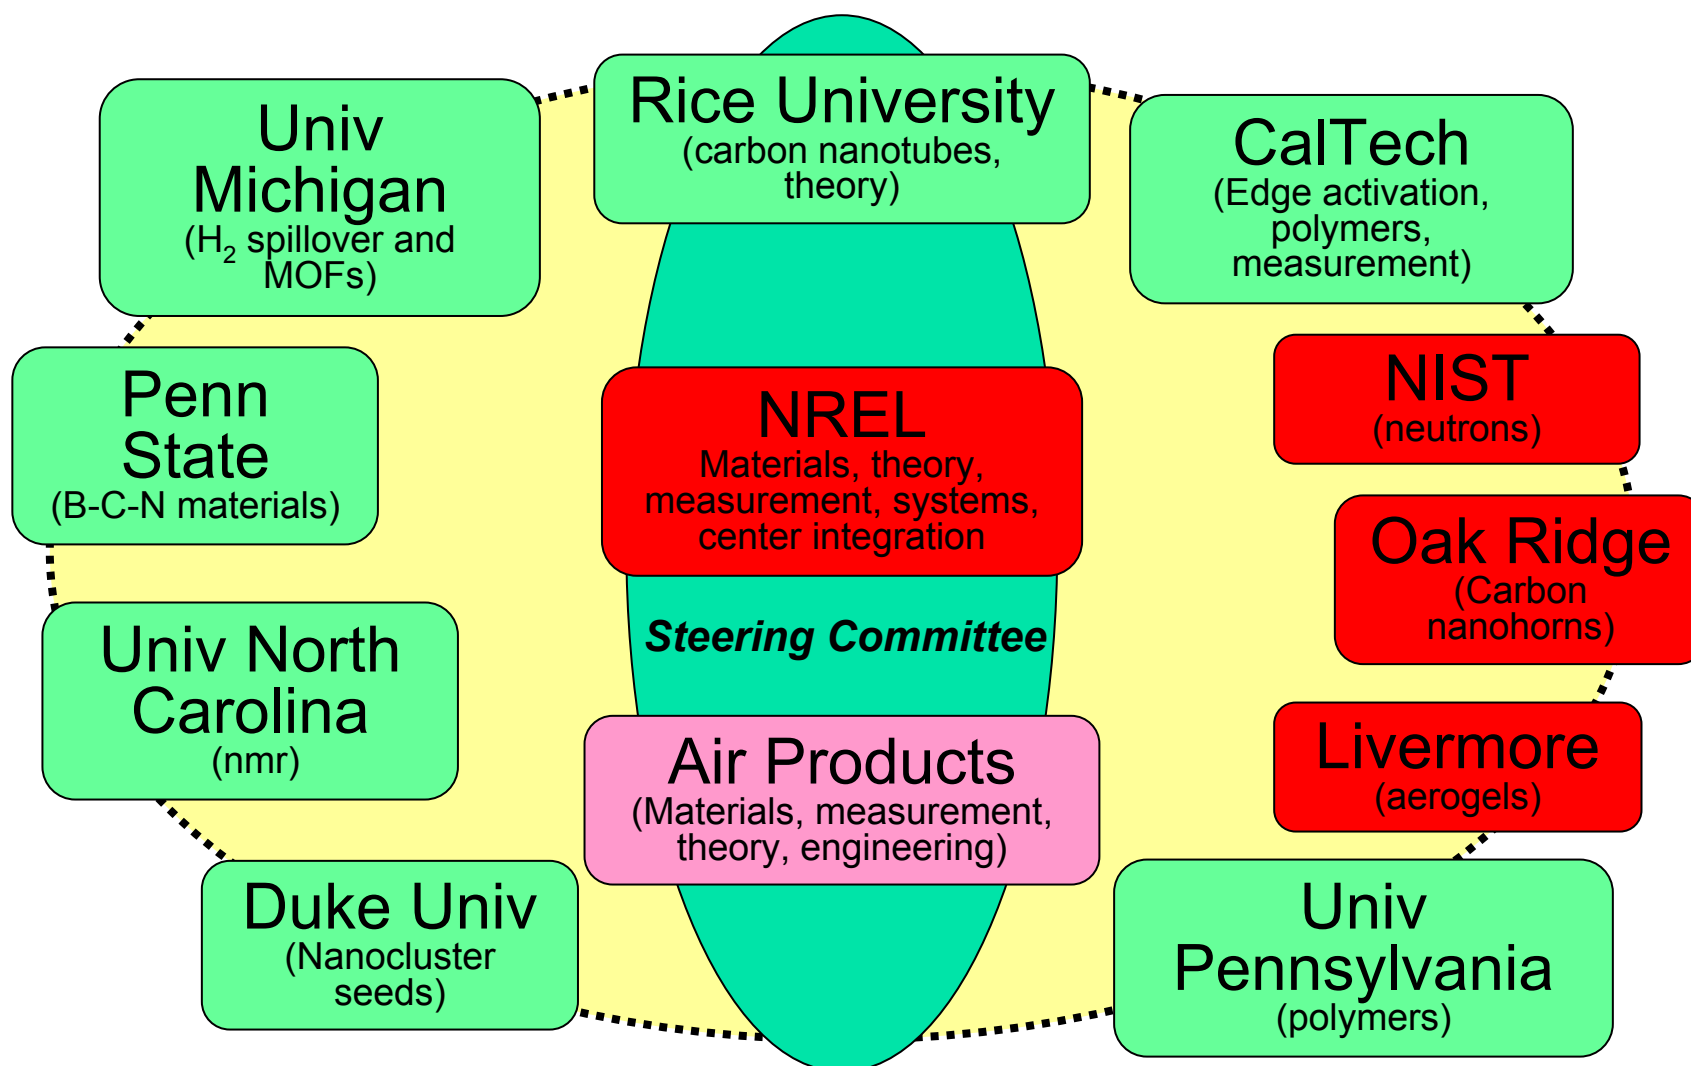 Univ
Michigan
(H₂ spillover and
MOFs)
Rice University
(carbon nanotubes,
theory)
CalTech
(Edge activation,
polymers,
measurement)
Penn
State
(B-C-N materials)
NREL
Materials, theory,
measurement, systems,
center integration
NIST
(neutrons)
Oak Ridge
(Carbon
nanohorns)
Univ North
Carolina
(nmr)
Steering Committee
Air Products
(Materials, measurement,
theory, engineering)
Livermore
(aerogels)
Duke Univ
(Nanocluster
seeds)
Univ
Pennsylvania
(polymers)